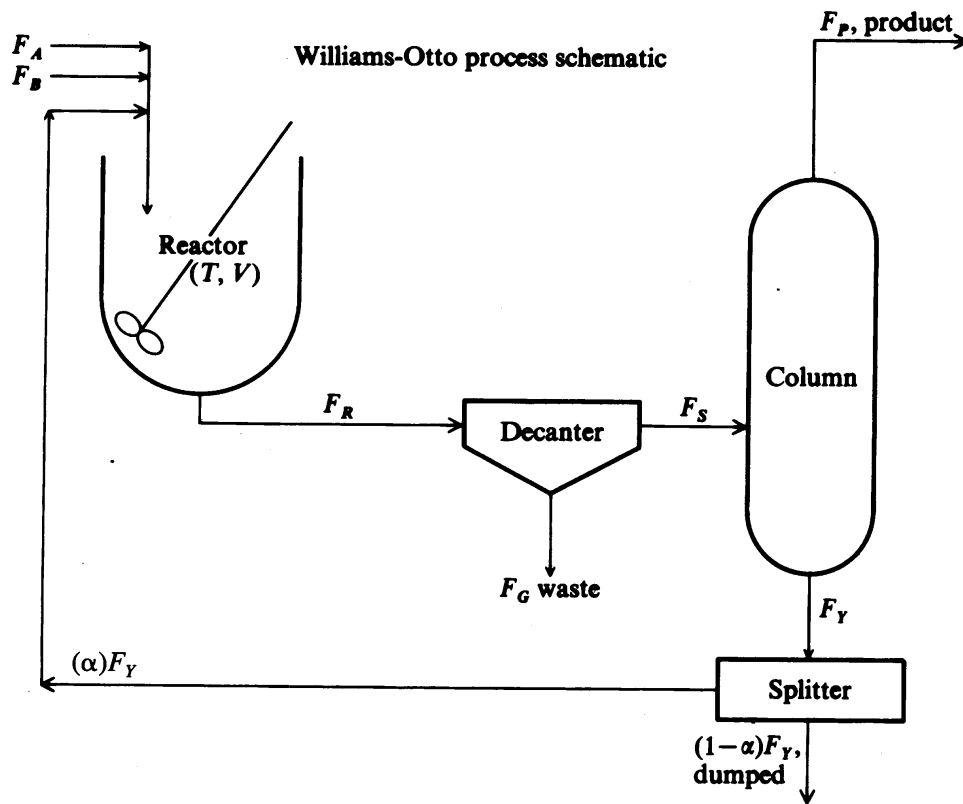 F_P, product
F_A
Williams-Otto process schematic
F_B
Reactor
(T, V)
Column
F_R
F_S
Decanter
F_G waste
F_Y
(α)F_Y
Splitter
(1−α)F_Y,
dumped